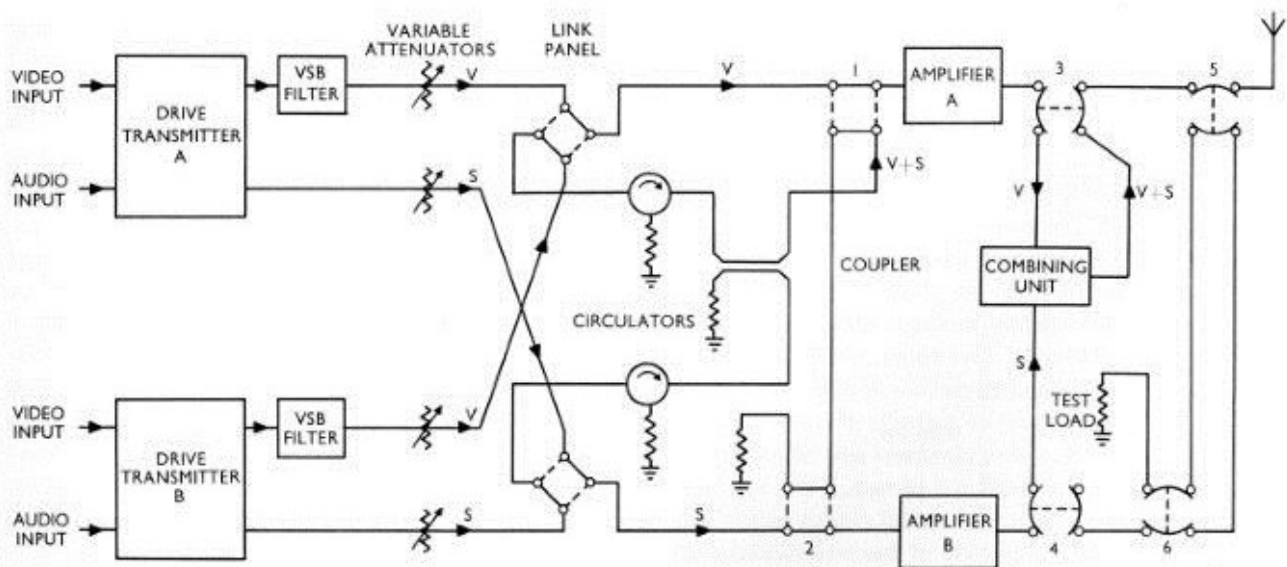 VARIABLE
ATTENUATORS
LINK
PANEL
VIDEO
INPUT
AUDIO
INPUT
DRIVE
TRANSMITTER
A
VSB
FILTER
V
S
V
1
AMPLIFIER
A
3
5
V+S
V
V+S
COUPLER
COMBINING
UNIT
CIRCULATORS
S
TEST
LOAD
VIDEO
INPUT
AUDIO
INPUT
DRIVE
TRANSMITTER
B
VSB
FILTER
V
S
S
2
AMPLIFIER
B
4
6